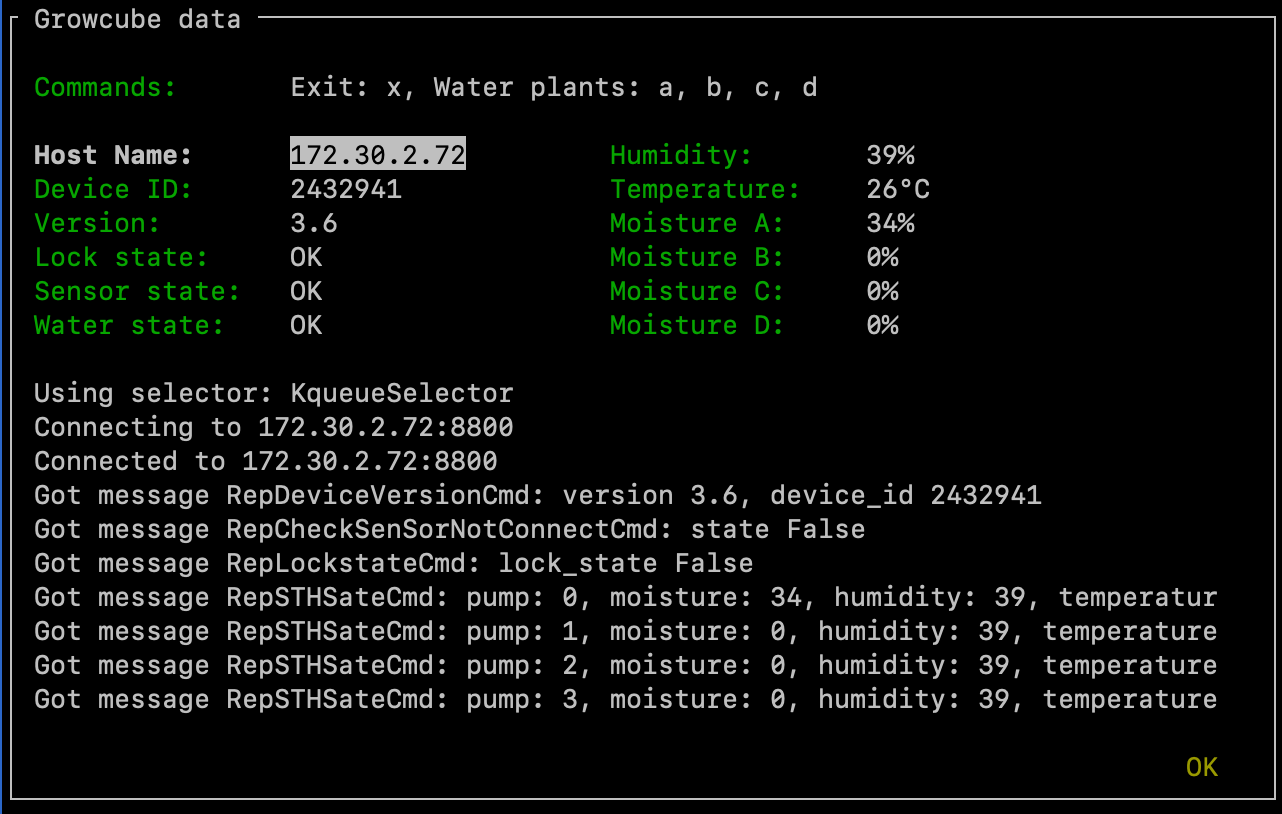 Growcube data
Commands: Exit: x, Water plants: a, b, c, d
Host Name: 172.30.2.72 Humidity: 39%
Device ID: 2432941 Temperature: 26°C
Version: 3.6 Moisture A: 34%
Lock state: OK Moisture B: 0%
Sensor state: OK Moisture C: 0%
Water state: OK Moisture D: 0%
Using selector: KqueueSelector
Connecting to 172.30.2.72:8800
Connected to 172.30.2.72:8800
Got message RepDeviceVersionCmd: version 3.6, device_id 2432941
Got message RepCheckSenSorNotConnectCmd: state False
Got message RepLockstateCmd: lock_state False
Got message RepSTHSateCmd: pump: 0, moisture: 34, humidity: 39, temperatur
Got message RepSTHSateCmd: pump: 1, moisture: 0, humidity: 39, temperature
Got message RepSTHSateCmd: pump: 2, moisture: 0, humidity: 39, temperature
Got message RepSTHSateCmd: pump: 3, moisture: 0, humidity: 39, temperature
OK